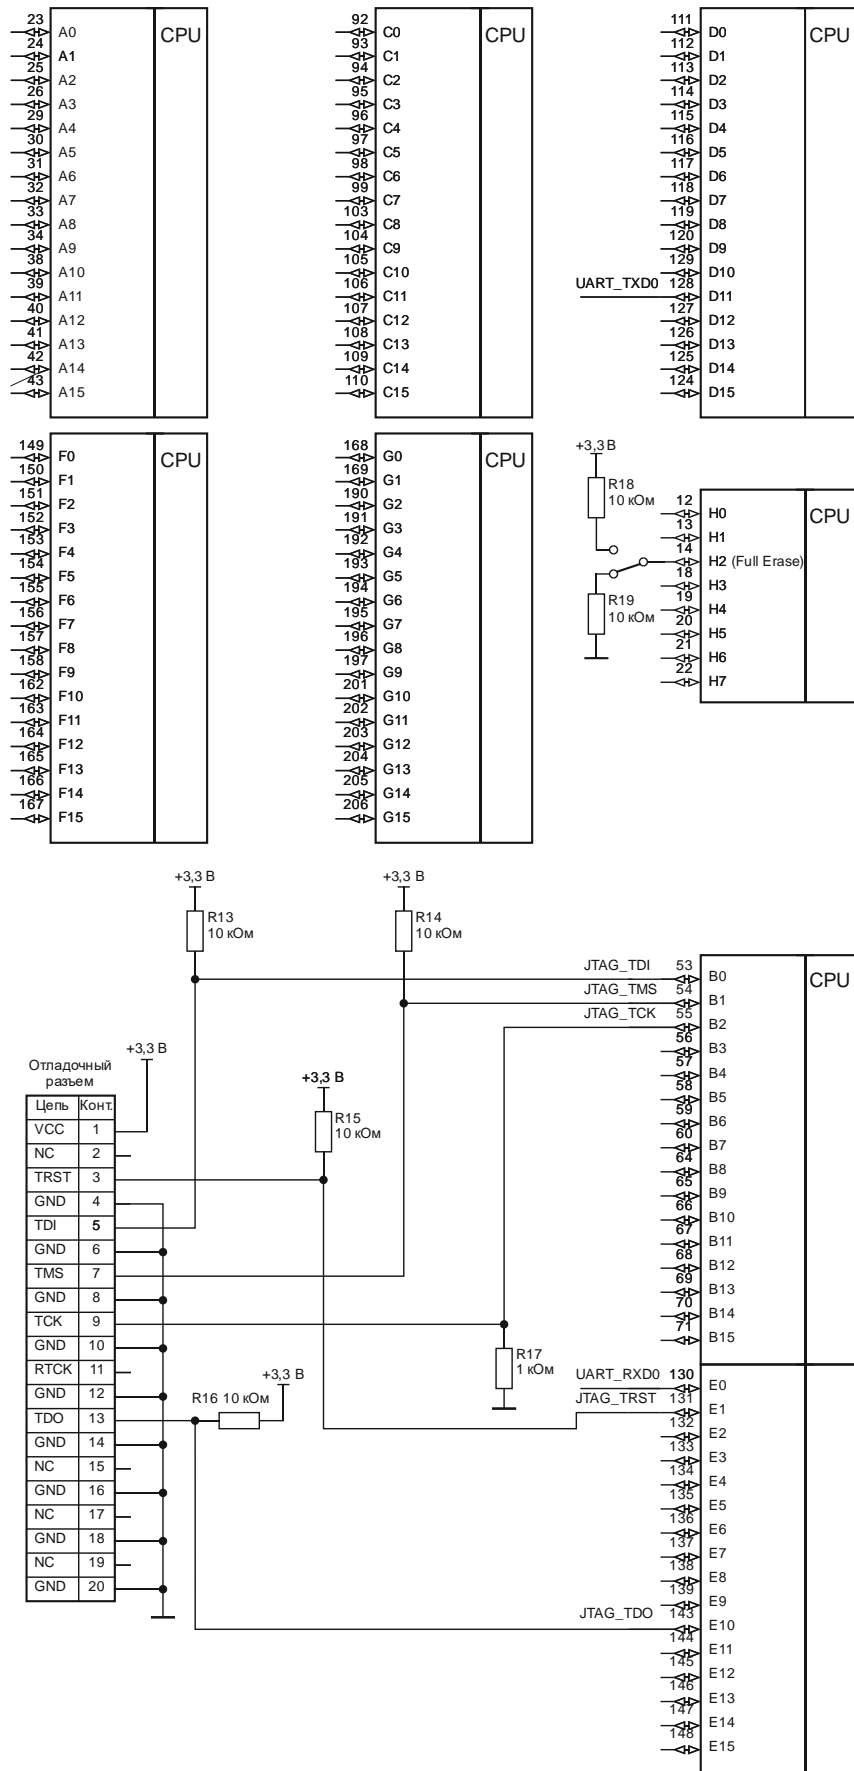 23 A0 CPU
24 A1
25 A2
26 A3
29 A4
30 A5
31 A6
32 A7
33 A8
34 A9
38 A10
39 A11
40 A12
41 A13
42 A14
43 A15
92 C0 CPU
93 C1
94 C2
95 C3
96 C4
97 C5
98 C6
99 C7
103 C8
104 C9
105 C10
106 C11
107 C12
108 C13
109 C14
110 C15
111 D0 CPU
112 D1
113 D2
114 D3
115 D4
116 D5
117 D6
118 D7
119 D8
120 D9
129 D10
UART_TXD0 128 D11
127 D12
126 D13
125 D14
124 D15
149 F0 CPU
150 F1
151 F2
152 F3
153 F4
154 F5
155 F6
156 F7
157 F8
158 F9
162 F10
163 F11
164 F12
165 F13
166 F14
167 F15
168 G0 CPU
169 G1
190 G2
191 G3
192 G4
193 G5
194 G6
195 G7
196 G8
197 G9
201 G10
202 G11
203 G12
204 G13
205 G14
206 G15
+3,3 В
R18
10 кОм
R19
10 кОм
12 H0 CPU
13 H1
14 H2 (Full Erase)
18 H3
19 H4
20 H5
21 H6
22 H7
+3,3 В
R13
10 кОм
+3,3 В
R14
10 кОм
+3,3 В
Отладочный
разъем
Цепь Конт.
VCC 1
NC 2
TRST 3
GND 4
TDI 5
GND 6
TMS 7
GND 8
TCK 9
GND 10
RTCK 11
GND 12
TDO 13
GND 14
NC 15
GND 16
NC 17
GND 18
NC 19
GND 20
+3,3 В
R15
10 кОм
R16 10 кОм
+3,3 В
R17
1 кОм
JTAG_TDI 53 B0 CPU
JTAG_TMS 54 B1
JTAG_TCK 55 B2
56 B3
57 B4
58 B5
59 B6
60 B7
64 B8
65 B9
66 B10
67 B11
68 B12
69 B13
70 B14
71 B15
UART_RXD0 130 E0
JTAG_TRST 131 E1
132 E2
133 E3
134 E4
135 E5
136 E6
137 E7
138 E8
139 E9
JTAG_TDO 143 E10
144 E11
145 E12
146 E13
147 E14
148 E15